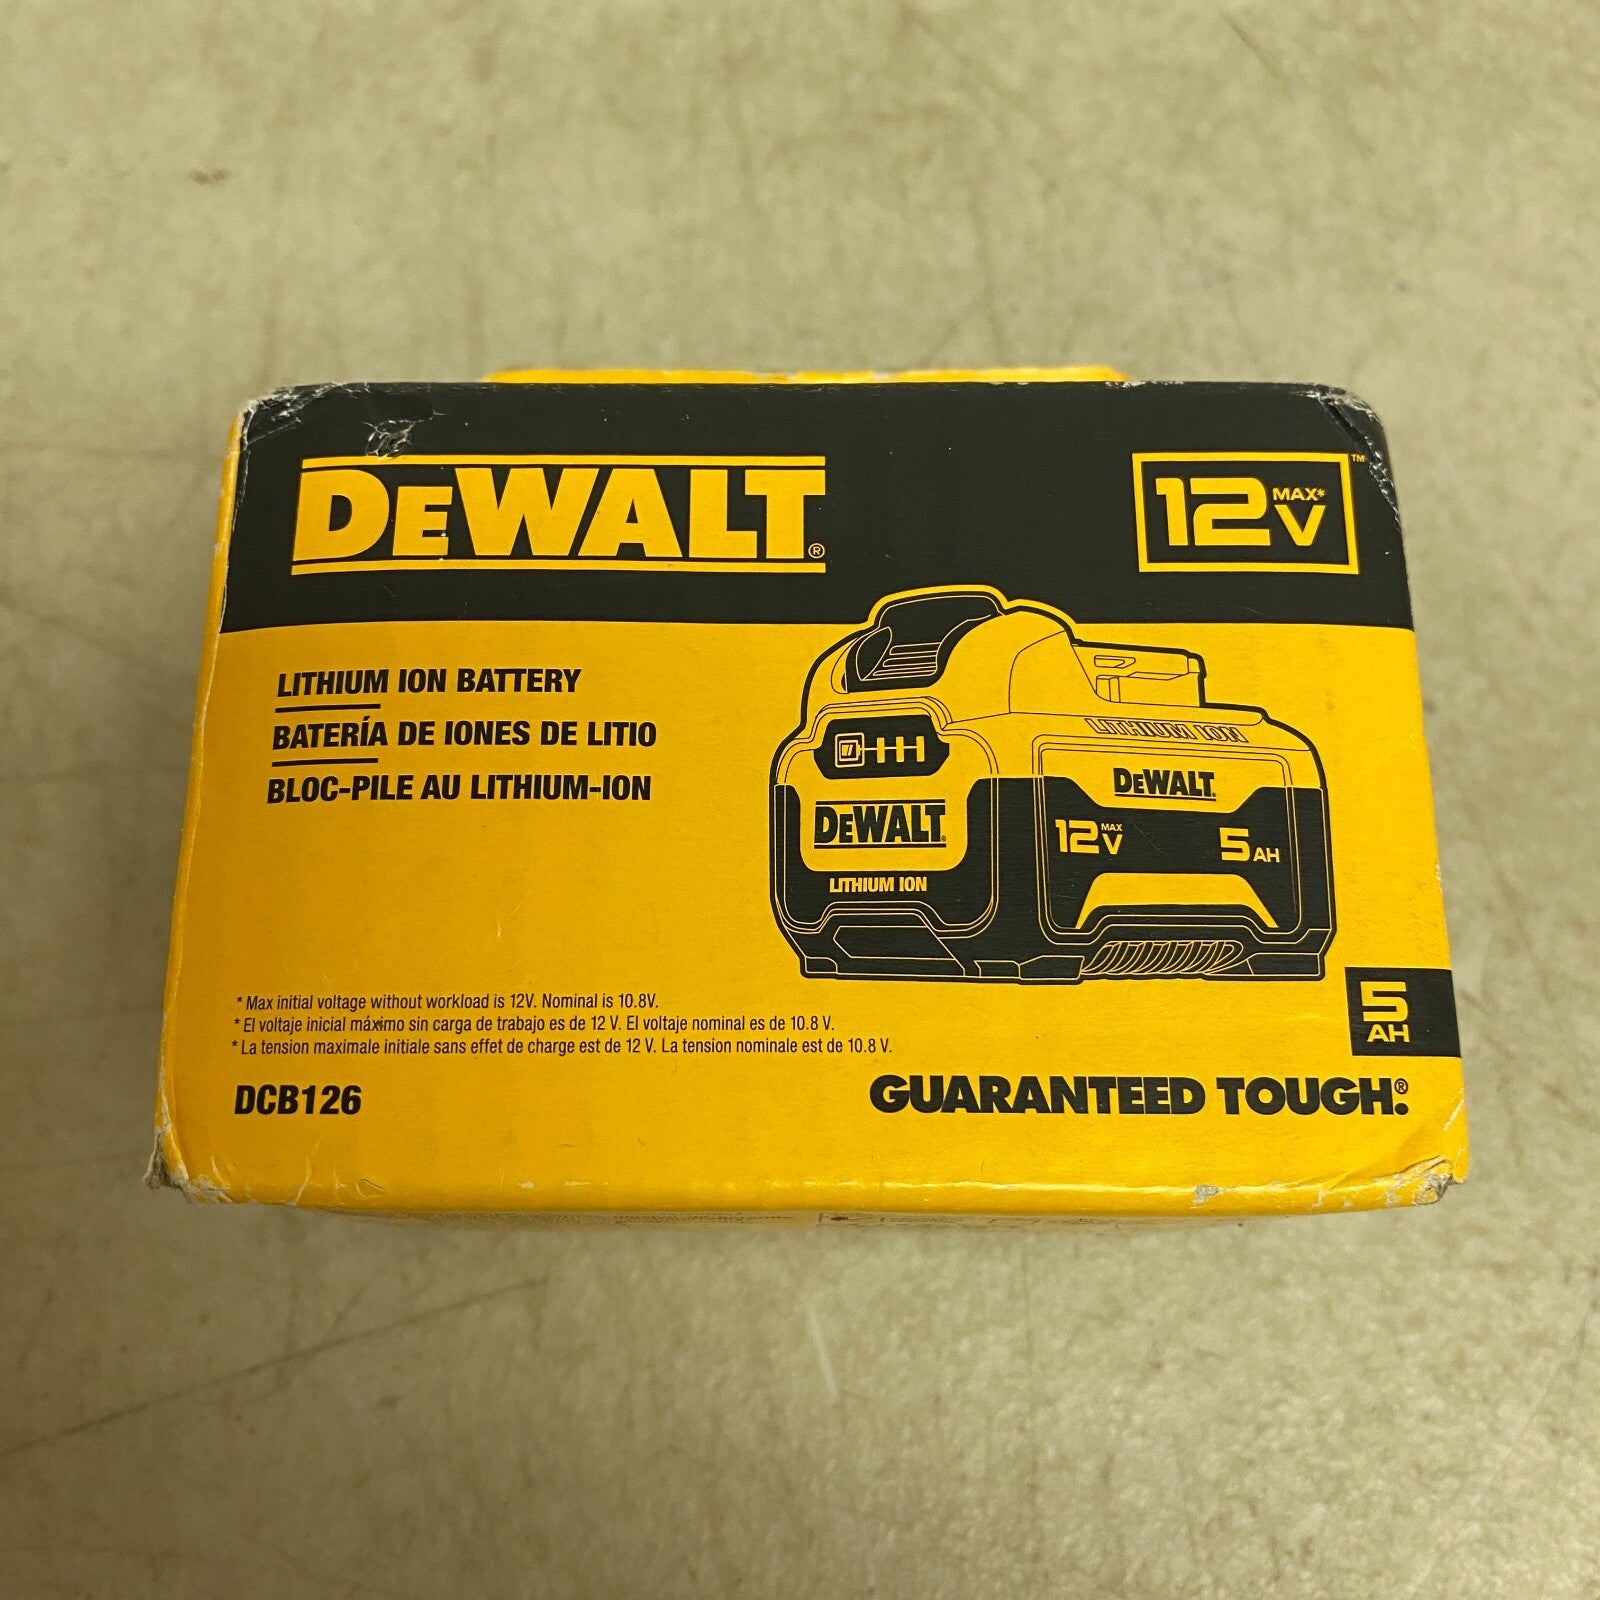 DEWALT®
12V MAX* ™
LITHIUM ION BATTERY
BATERÍA DE IONES DE LITIO
BLOC-PILE AU LITHIUM-ION
LITHIUM ION
DEWALT
12V MAX
5 AH
DEWALT®
LITHIUM ION
5 AH
* Max initial voltage without workload is 12V. Nominal is 10.8V.
* El voltaje inicial máximo sin carga de trabajo es de 12 V. El voltaje nominal es de 10.8 V.
* La tension maximale initiale sans effet de charge est de 12 V. La tension nominale est de 10.8 V.
DCB126
GUARANTEED TOUGH.®